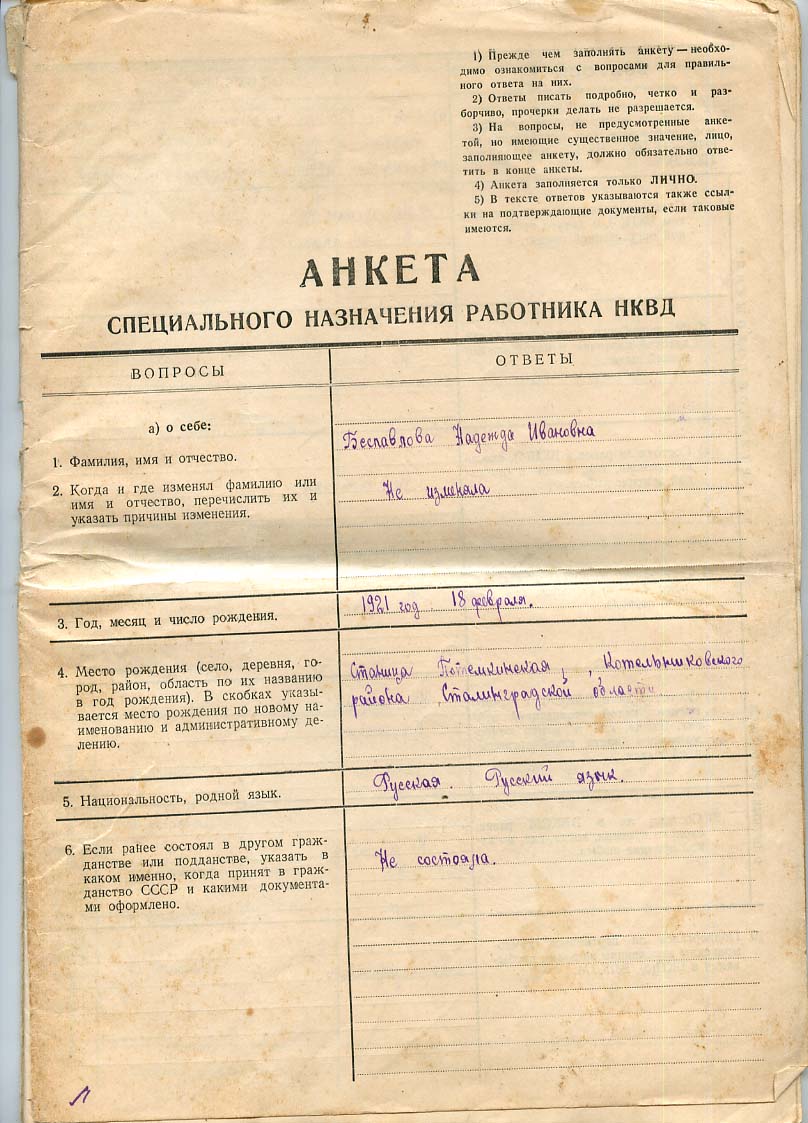 1) Прежде чем заполнять анкету — необхо-
димо ознакомиться с вопросами для правиль-
ного ответа на них.
2) Ответы писать подробно, четко и раз-
борчиво, прочерки делать не разрешается.
3) На вопросы, не предусмотренные анке-
той, но имеющие существенное значение, лицо,
заполняющее анкету, должно обязательно отве-
тить в конце анкеты.
4) Анкета заполняется только ЛИЧНО.
5) В тексте ответов указываются также ссыл-
ки на подтверждающие документы, если таковые
имеются.
АНКЕТА
СПЕЦИАЛЬНОГО НАЗНАЧЕНИЯ РАБОТНИКА НКВД
ВОПРОСЫ
ОТВЕТЫ
а) о себе:
1. Фамилия, имя и отчество.
Надежда Ивановна
2. Когда и где изменял фамилию или
имя и отчество, перечислить их и
указать причины изменения.
Не изменяла
3. Год, месяц и число рождения.
1921 год 18 февраля.
4. Место рождения (село, деревня, го-
род, район, область по их названию
в год рождения). В скобках указы-
вается место рождения по новому на-
именованию и административному де-
лению.
Станица Потемкинская, Котельниковского
района Сталинградской области
5. Национальность, родной язык.
Русская. Русский язык.
6. Если ранее состоял в другом граж-
данстве или подданстве, указать в
каком именно, когда принят в граж-
данство СССР и какими документа-
ми оформлено.
Не состояла.